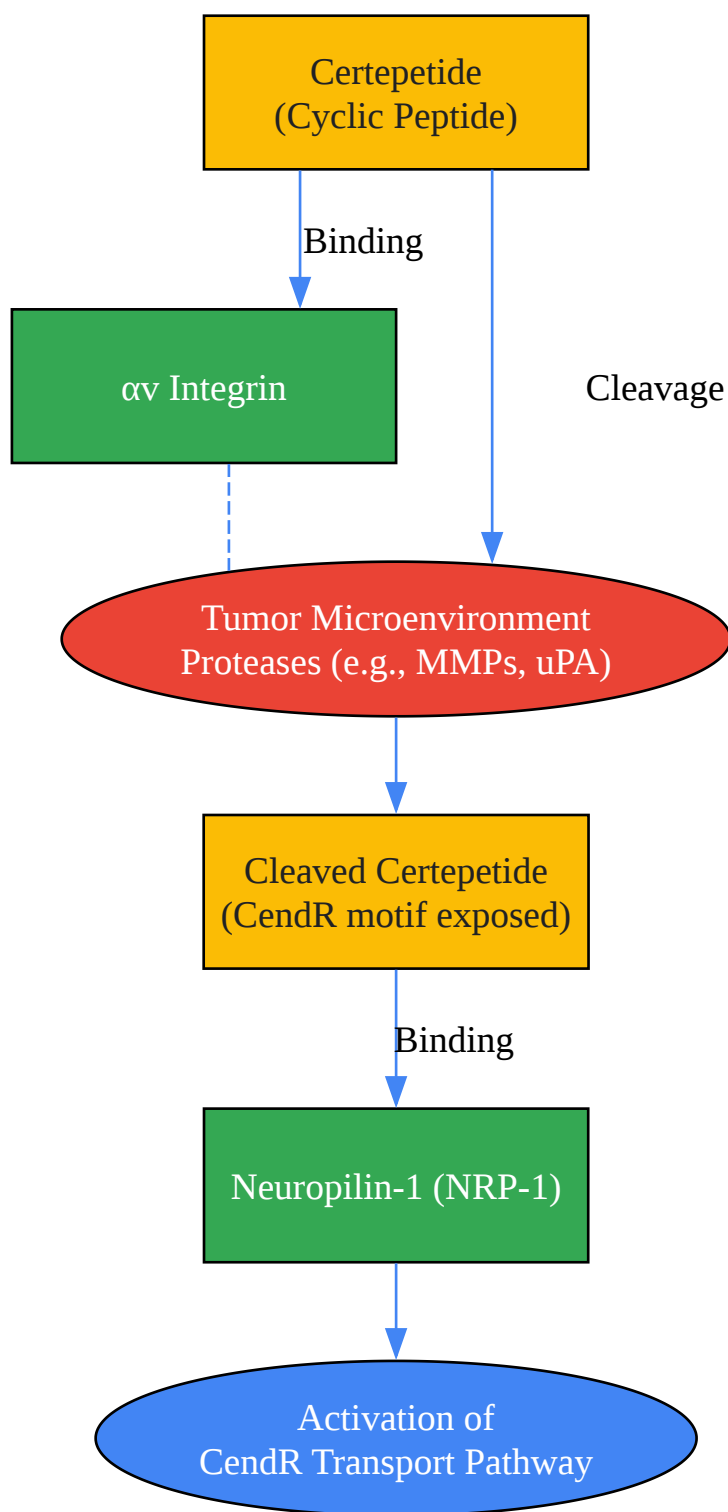 Certepetide
(Cyclic Peptide)
Binding
αv Integrin
Cleavage
Tumor Microenvironment
Proteases (e.g., MMPs, uPA)
Cleaved Certepetide
(CendR motif exposed)
Binding
Neuropilin-1 (NRP-1)
Activation of
CendR Transport Pathway